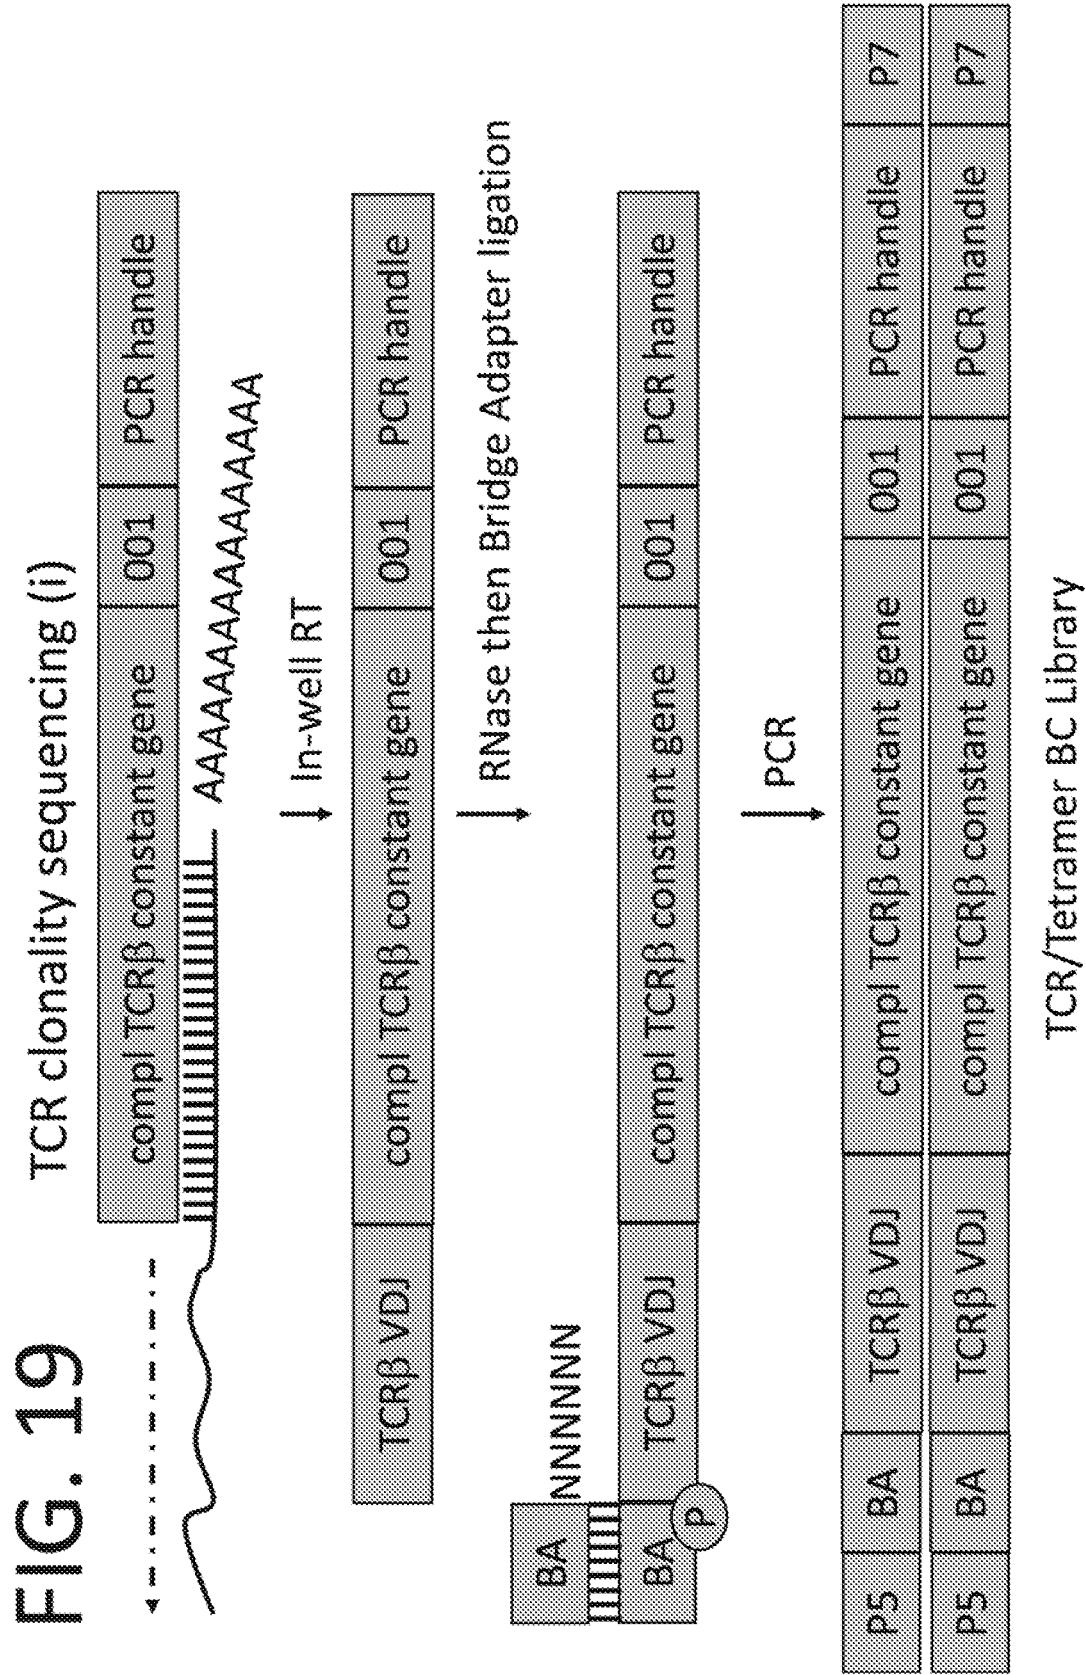 FIG. 19
TCR clonality sequencing (i)
compl TCRβ constant gene 001 PCR handle
AAAAAAAAAAAAAAAA
In-well RT
TCRβ VDJ compl TCRβ constant gene 001 PCR handle
RNase then Bridge Adapter ligation
BA NNNNNN
BA P TCRβ VDJ compl TCRβ constant gene 001 PCR handle
PCR
P5 BA TCRβ VDJ compl TCRβ constant gene 001 PCR handle P7
P5 BA TCRβ VDJ compl TCRβ constant gene 001 PCR handle P7
TCR/Tetramer BC Library